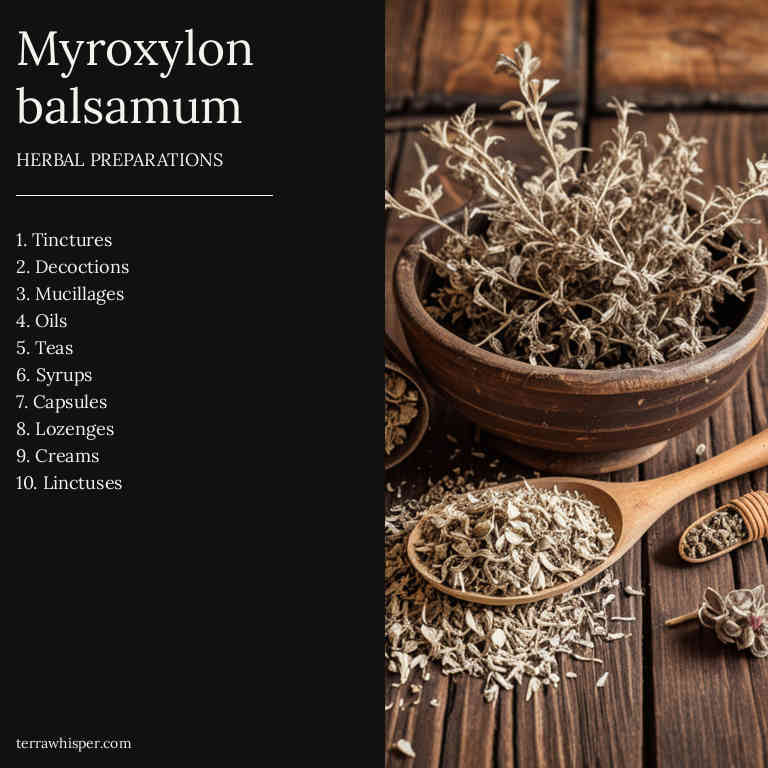 Myroxylon
balsamum
HERBAL PREPARATIONS
1. Tinctures
2. Decoctions
3. Mucillages
4. Oils
5. Teas
6. Syrups
7. Capsules
8. Lozenges
9. Creams
10. Linctuses
terrawhisper.com